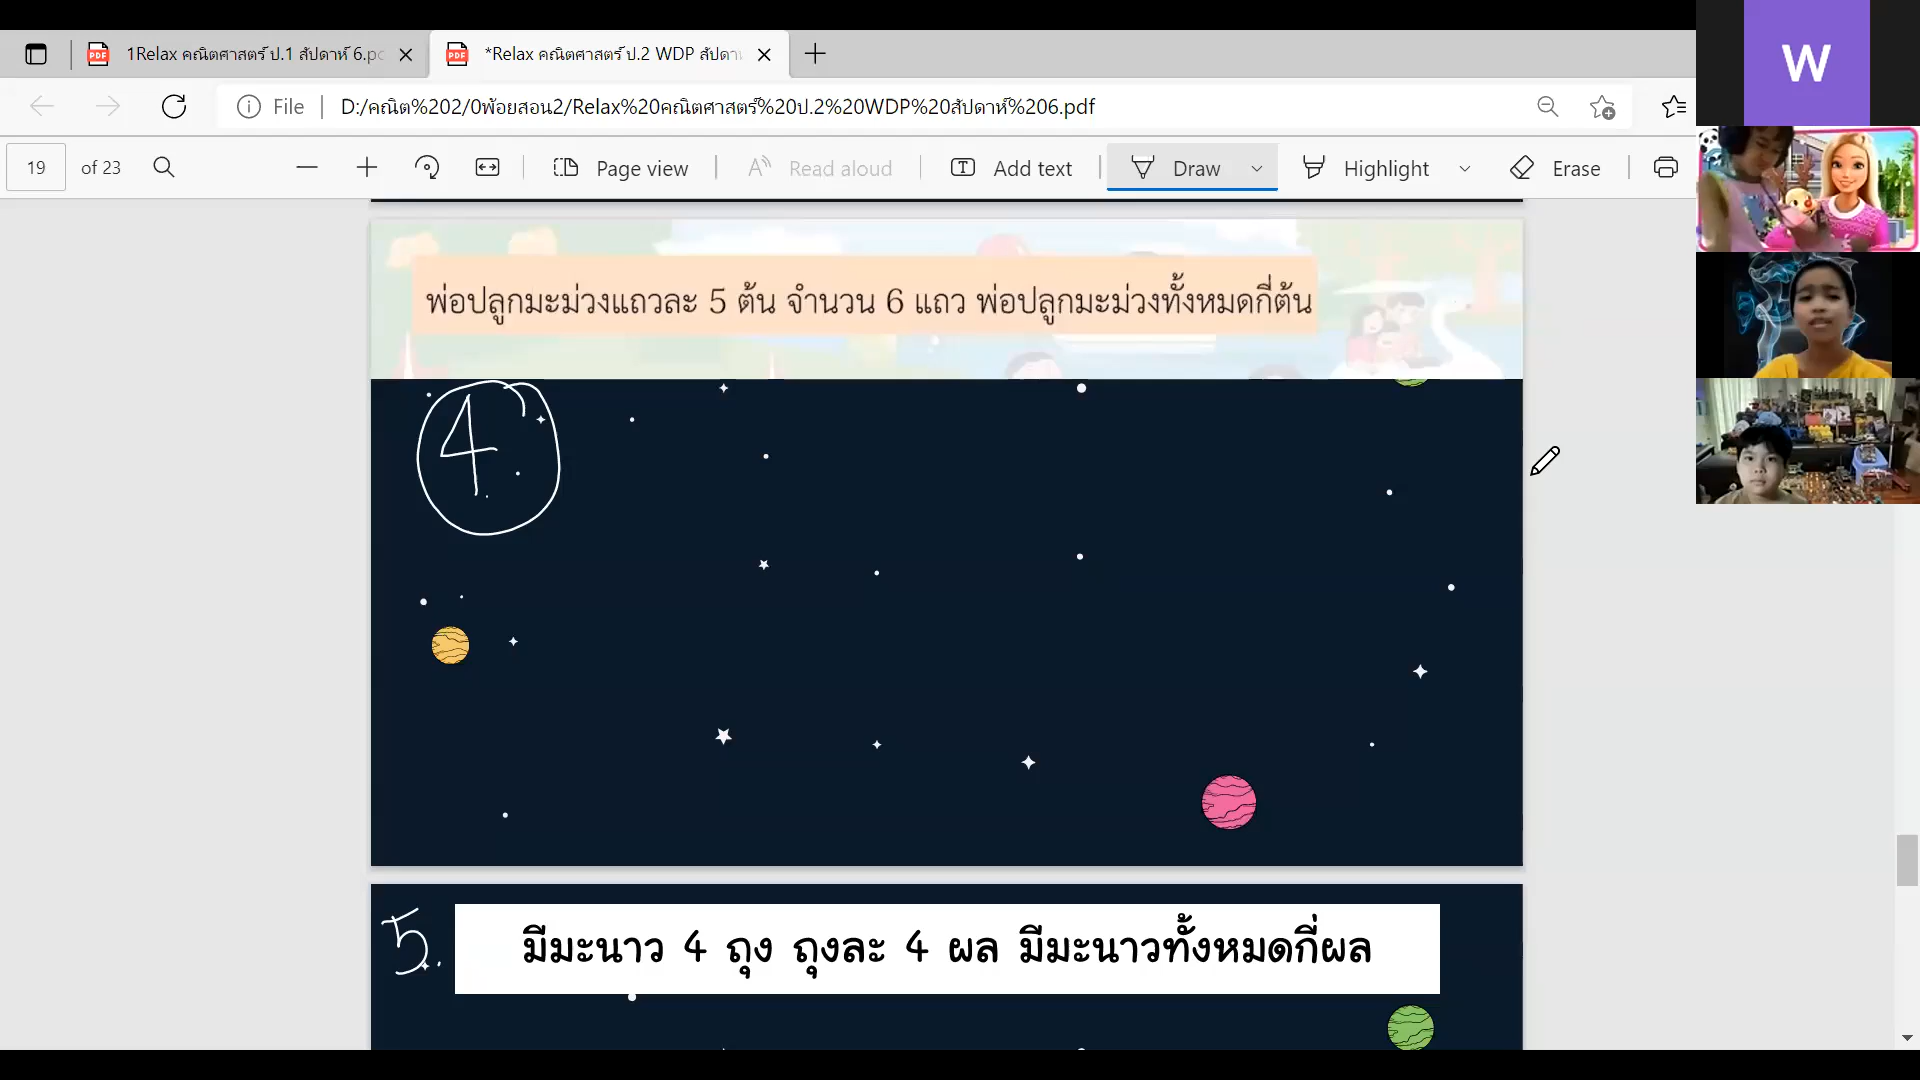 1Relax คณิตศาสตร์ ป.1 สัปดาห์ 6.pc
*Relax คณิตศาสตร์ ป.2 WDP สัปดา
File
D:/คณิต%202/0พ้อยสอน2/Relax%20คณิตศาสตร์%20ป.2%20WDP%20สัปดาห์%206.pdf
19 of 23 Page view Read aloud Add text Draw Highlight Erase
W
พ่อปลูกมะม่วงแถวละ 5 ต้น จำนวน 6 แถว พ่อปลูกมะม่วงทั้งหมดกี่ต้น
4
5. มีมะนาว 4 ถุง ถุงละ 4 ผล มีมะนาวทั้งหมดกี่ผล